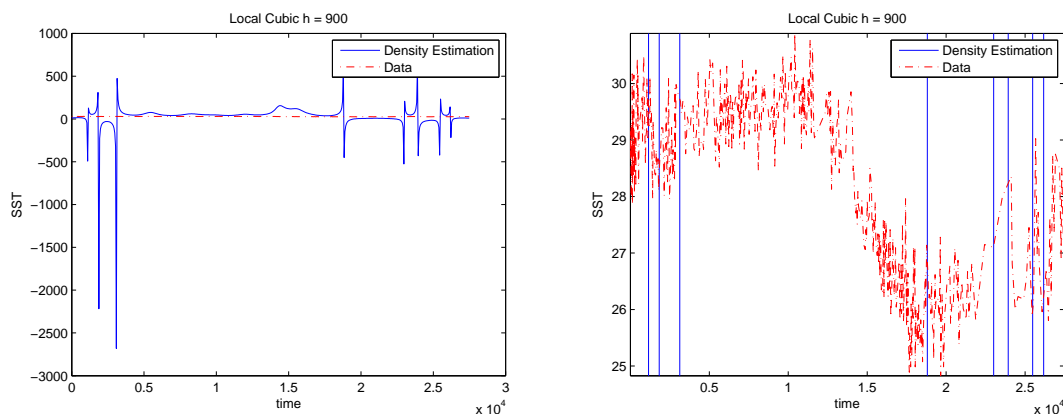 Local Cubic h = 900
Density Estimation
Data
SST
1000
500
0
−500
−1000
−1500
−2000
−2500
−3000
0 0.5 1 1.5 2 2.5 3
x 10^4
time
Local Cubic h = 900
Density Estimation
Data
SST
30
29
28
27
26
25
0.5 1 1.5 2 2.5
x 10^4
time